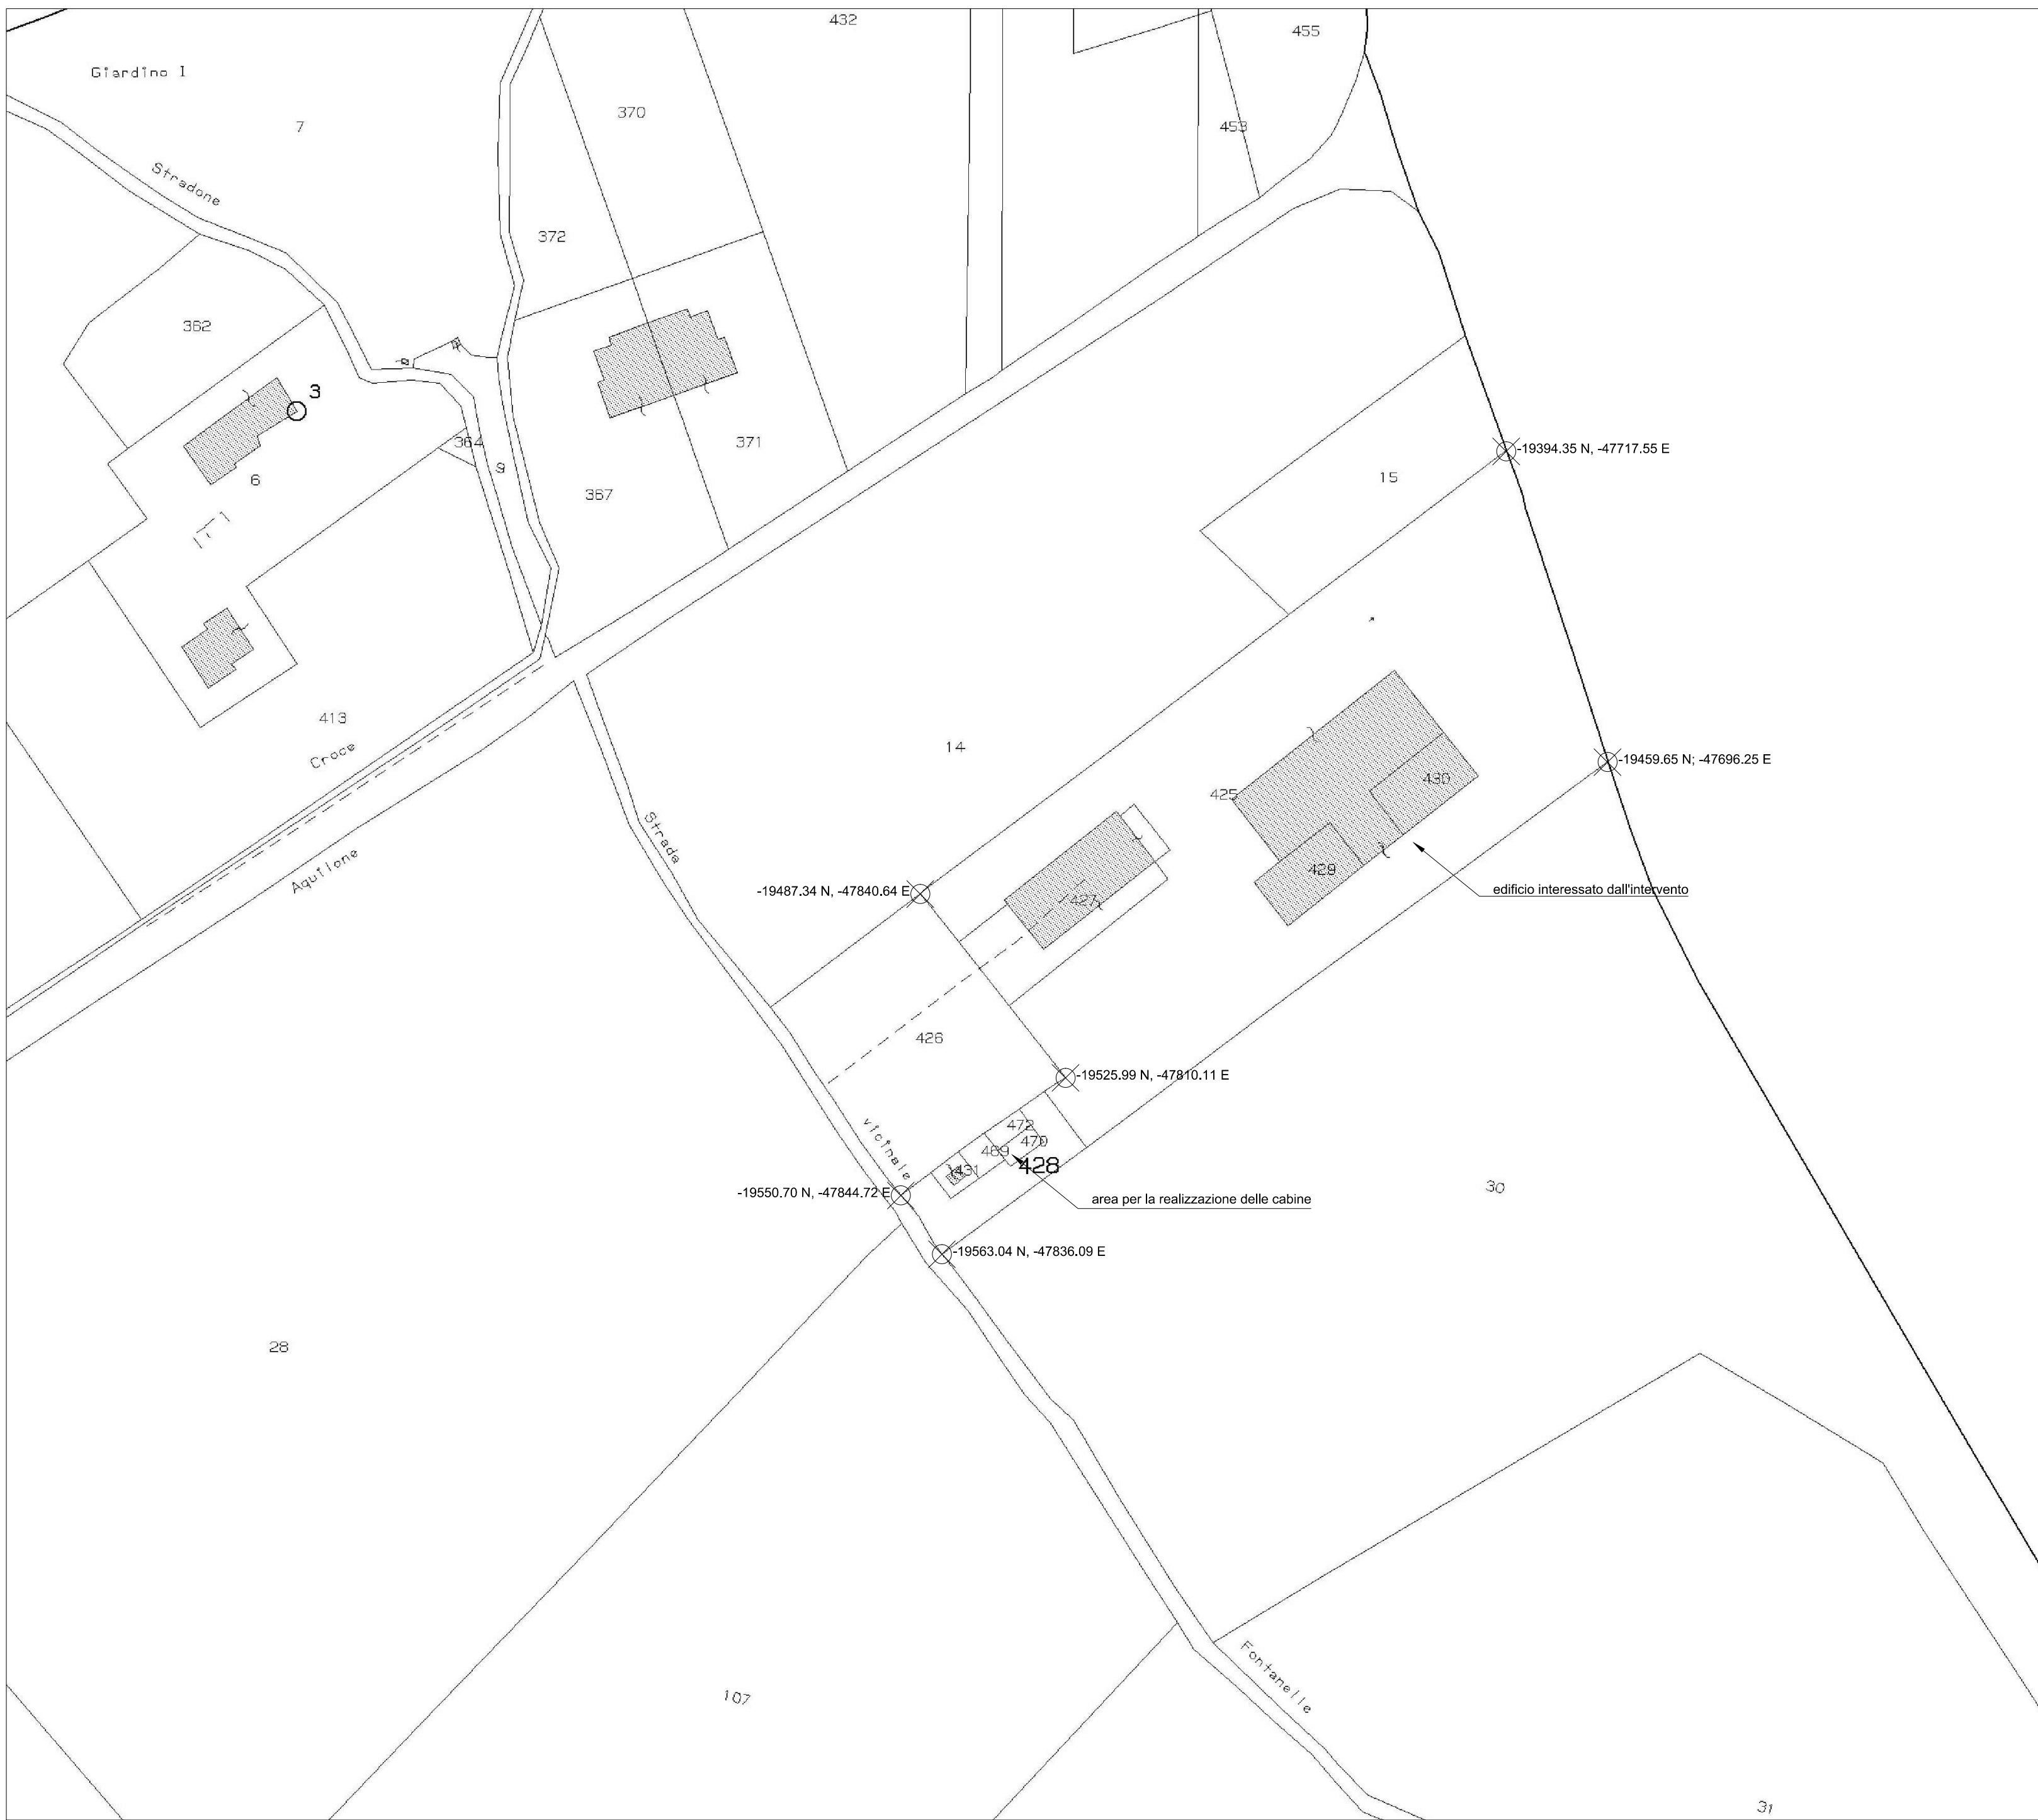 432
455
Giardino I
7
370
453
Stradone
372
362
3
364
371
9
6
367
-19394.35 N, -47717.55 E
15
413
14
Croce
-19459.65 N; -47696.25 E
430
425
Strada
Aquilone
429
-19487.34 N, -47840.64 E
edificio interessato dall'intervento
427
426
-19525.99 N, -47810.11 E
vicinale
472
470
469
428
431
30
-19550.70 N, -47844.72 E
area per la realizzazione delle cabine
-19563.04 N, -47836.09 E
28
Fontanelle
107
31